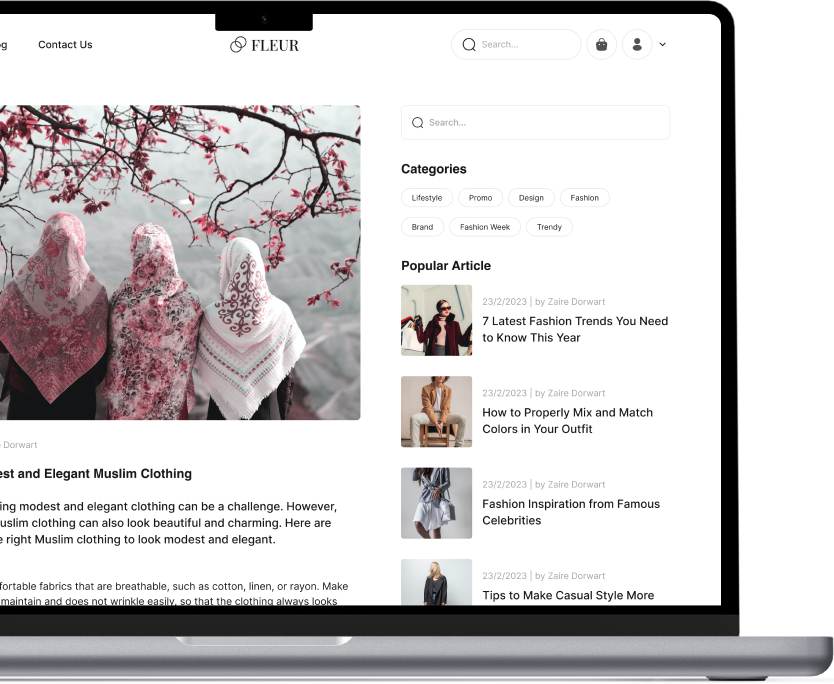 Contact Us
FLEUR
Search...
Search...
Categories
Lifestyle
Promo
Design
Fashion
Brand
Fashion Week
Trendy
Popular Article
23/2/2023 | by Zaire Dorwart
7 Latest Fashion Trends You Need
to Know This Year
23/2/2023 | by Zaire Dorwart
How to Properly Mix and Match
Colors in Your Outfit
23/2/2023 | by Zaire Dorwart
Fashion Inspiration from Famous
Celebrities
23/2/2023 | by Zaire Dorwart
Tips to Make Casual Style More
Dorwart
and Elegant Muslim Clothing
modest and elegant clothing can be a challenge. However,
clothing can also look beautiful and charming. Here are
right Muslim clothing to look modest and elegant.
fabrics that are breathable, such as cotton, linen, or rayon. Make
maintain and does not wrinkle easily, so that the clothing always looks